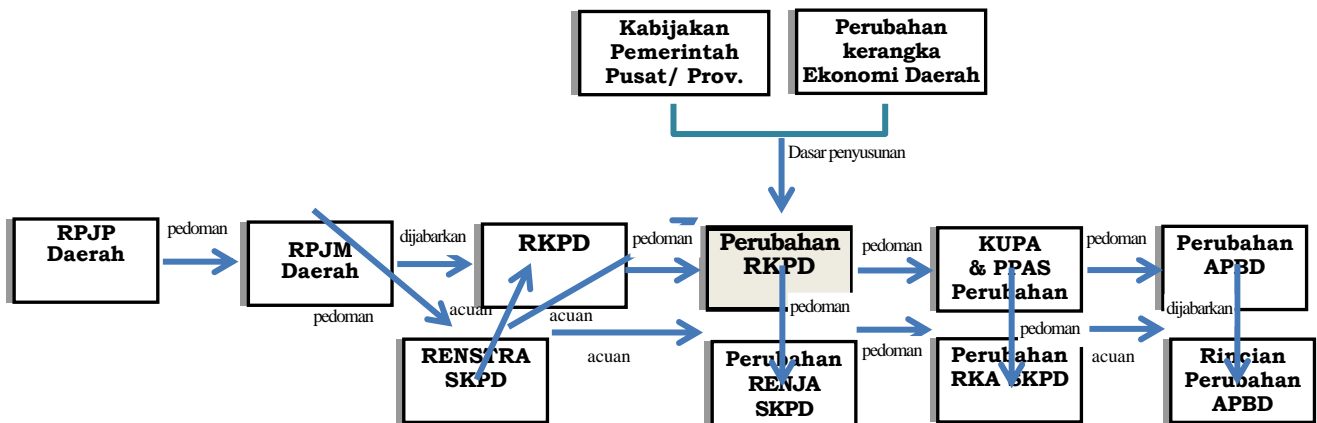 Kabijakan
Pemerintah
Pusat/ Prov.
Perubahan
kerangka
Ekonomi Daerah
Dasar penyusunan
RPJP
Daerah
pedoman
RPJM
Daerah
dijabarkan
RKPD
pedoman
Perubahan
RKPD
pedoman
KUPA
& PPAS
Perubahan
pedoman
Perubahan
APBD
pedoman
acuan
acuan
pedoman
pedoman
dijabarkan
RENSTRA
SKPD
acuan
Perubahan
RENJA
SKPD
pedoman
Perubahan
RKA SKPD
acuan
Rincian
Perubahan
APBD